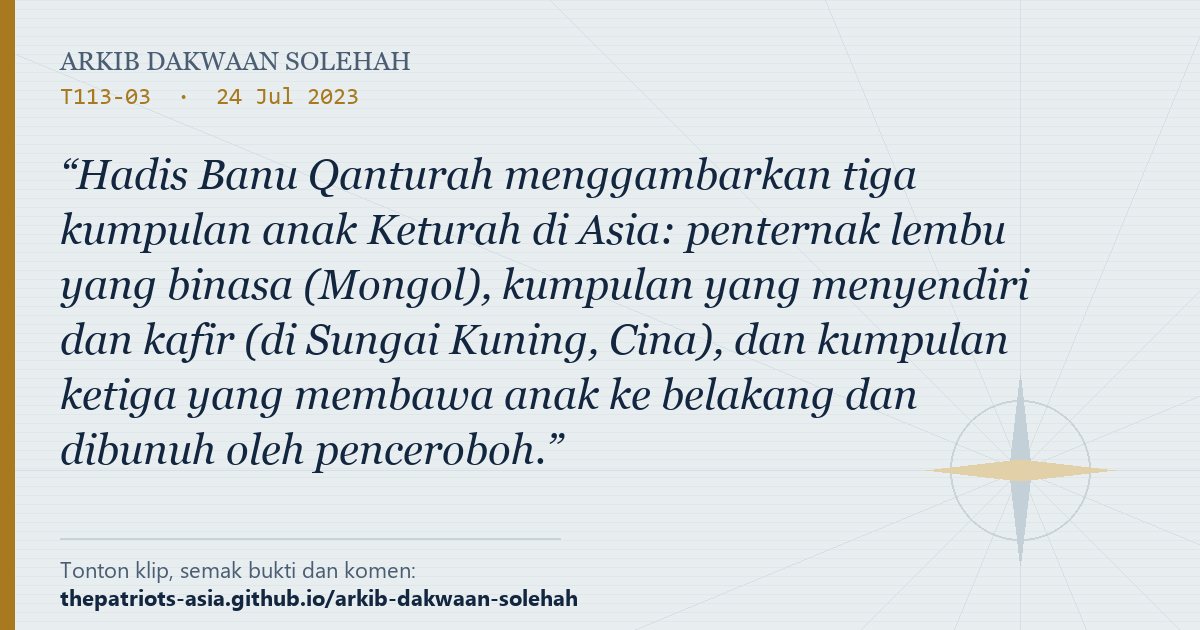 ARKIB DAKWAAN SOLEHAH
T113-03 · 24 Jul 2023
“Hadis Banu Qanturah menggambarkan tiga
kumpulan anak Keturah di Asia: penternak lembu
yang binasa (Mongol), kumpulan yang menyendiri
dan kafir (di Sungai Kuning, Cina), dan kumpulan
ketiga yang membawa anak ke belakang dan
dibunuh oleh penceroboh.”
Tonton klip, semak bukti dan komen:
thepatriots-asia.github.io/arkib-dakwaan-solehah